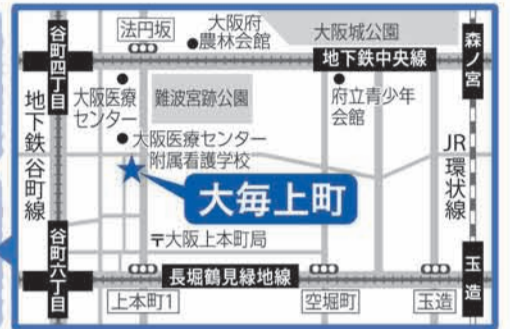 法円坂
大阪府
農林会館
大阪城公園
谷町四丁目
地下鉄中央線
森ノ宮
大阪医療
センター
難波宮跡公園
府立青少年
会館
地下鉄谷町線
大阪医療センター
附属看護学校
JR環状線
大毎上町
〒大阪上本町局
谷町六丁目
長堀鶴見緑地線
玉造
上本町1
空堀町
玉造